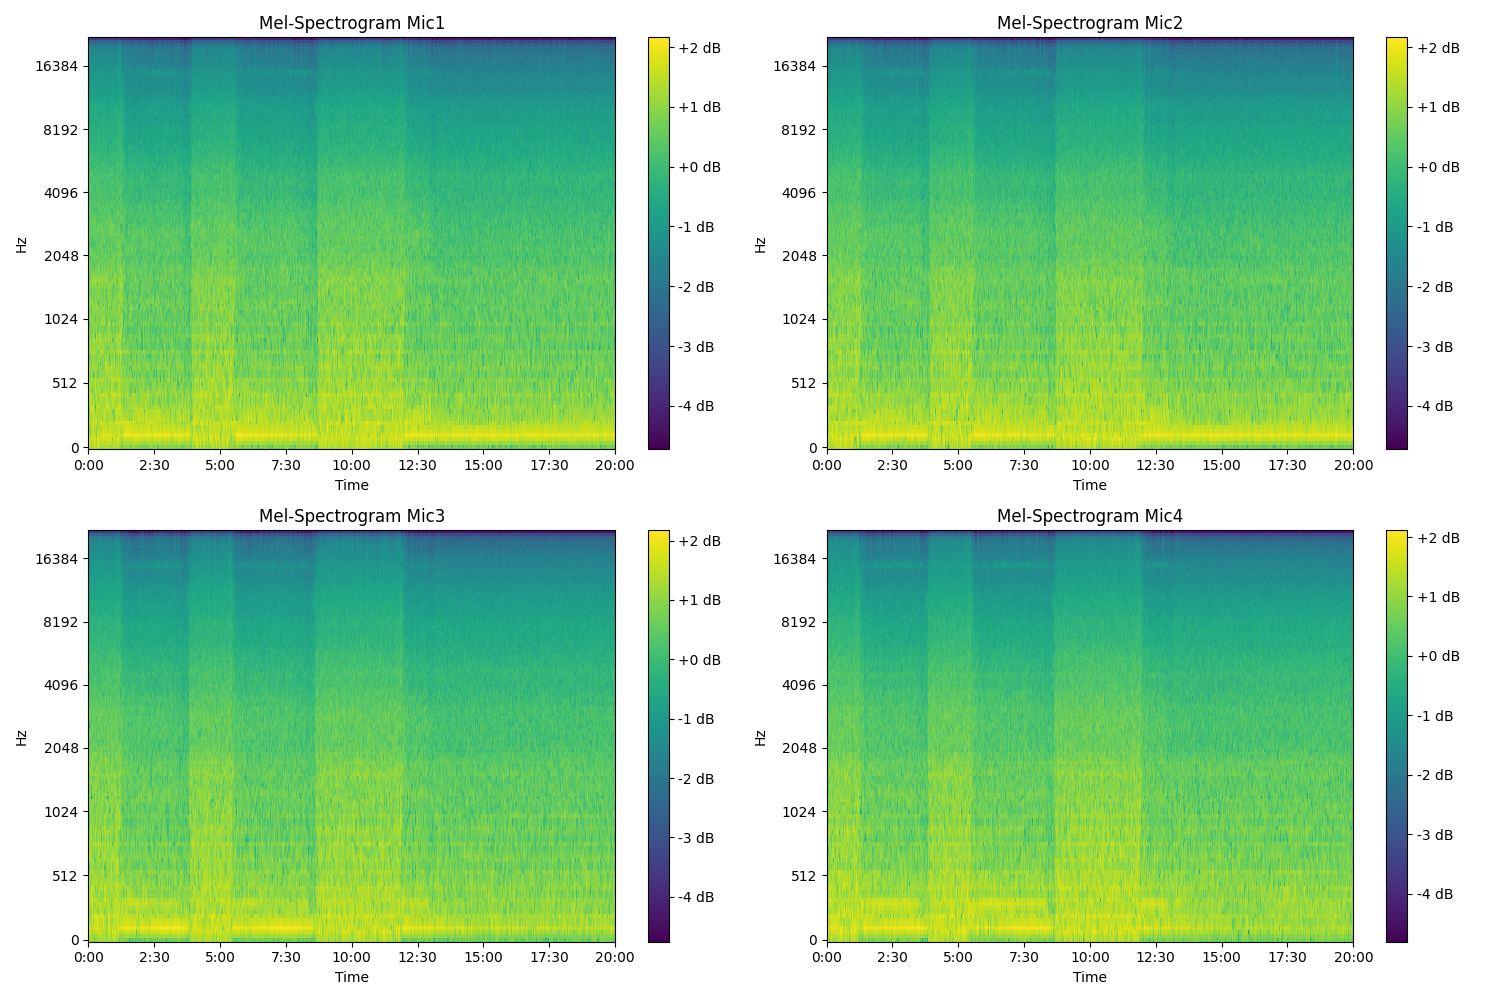 Mel-Spectrogram Mic1
Hz
16384
8192
4096
2048
1024
512
0
0:00 2:30 5:00 7:30 10:00 12:30 15:00 17:30 20:00
Time
+2 dB
+1 dB
+0 dB
-1 dB
-2 dB
-3 dB
-4 dB
Mel-Spectrogram Mic2
Hz
16384
8192
4096
2048
1024
512
0
0:00 2:30 5:00 7:30 10:00 12:30 15:00 17:30 20:00
Time
+2 dB
+1 dB
+0 dB
-1 dB
-2 dB
-3 dB
-4 dB
Mel-Spectrogram Mic3
Hz
16384
8192
4096
2048
1024
512
0
0:00 2:30 5:00 7:30 10:00 12:30 15:00 17:30 20:00
Time
+2 dB
+1 dB
+0 dB
-1 dB
-2 dB
-3 dB
-4 dB
Mel-Spectrogram Mic4
Hz
16384
8192
4096
2048
1024
512
0
0:00 2:30 5:00 7:30 10:00 12:30 15:00 17:30 20:00
Time
+2 dB
+1 dB
+0 dB
-1 dB
-2 dB
-3 dB
-4 dB